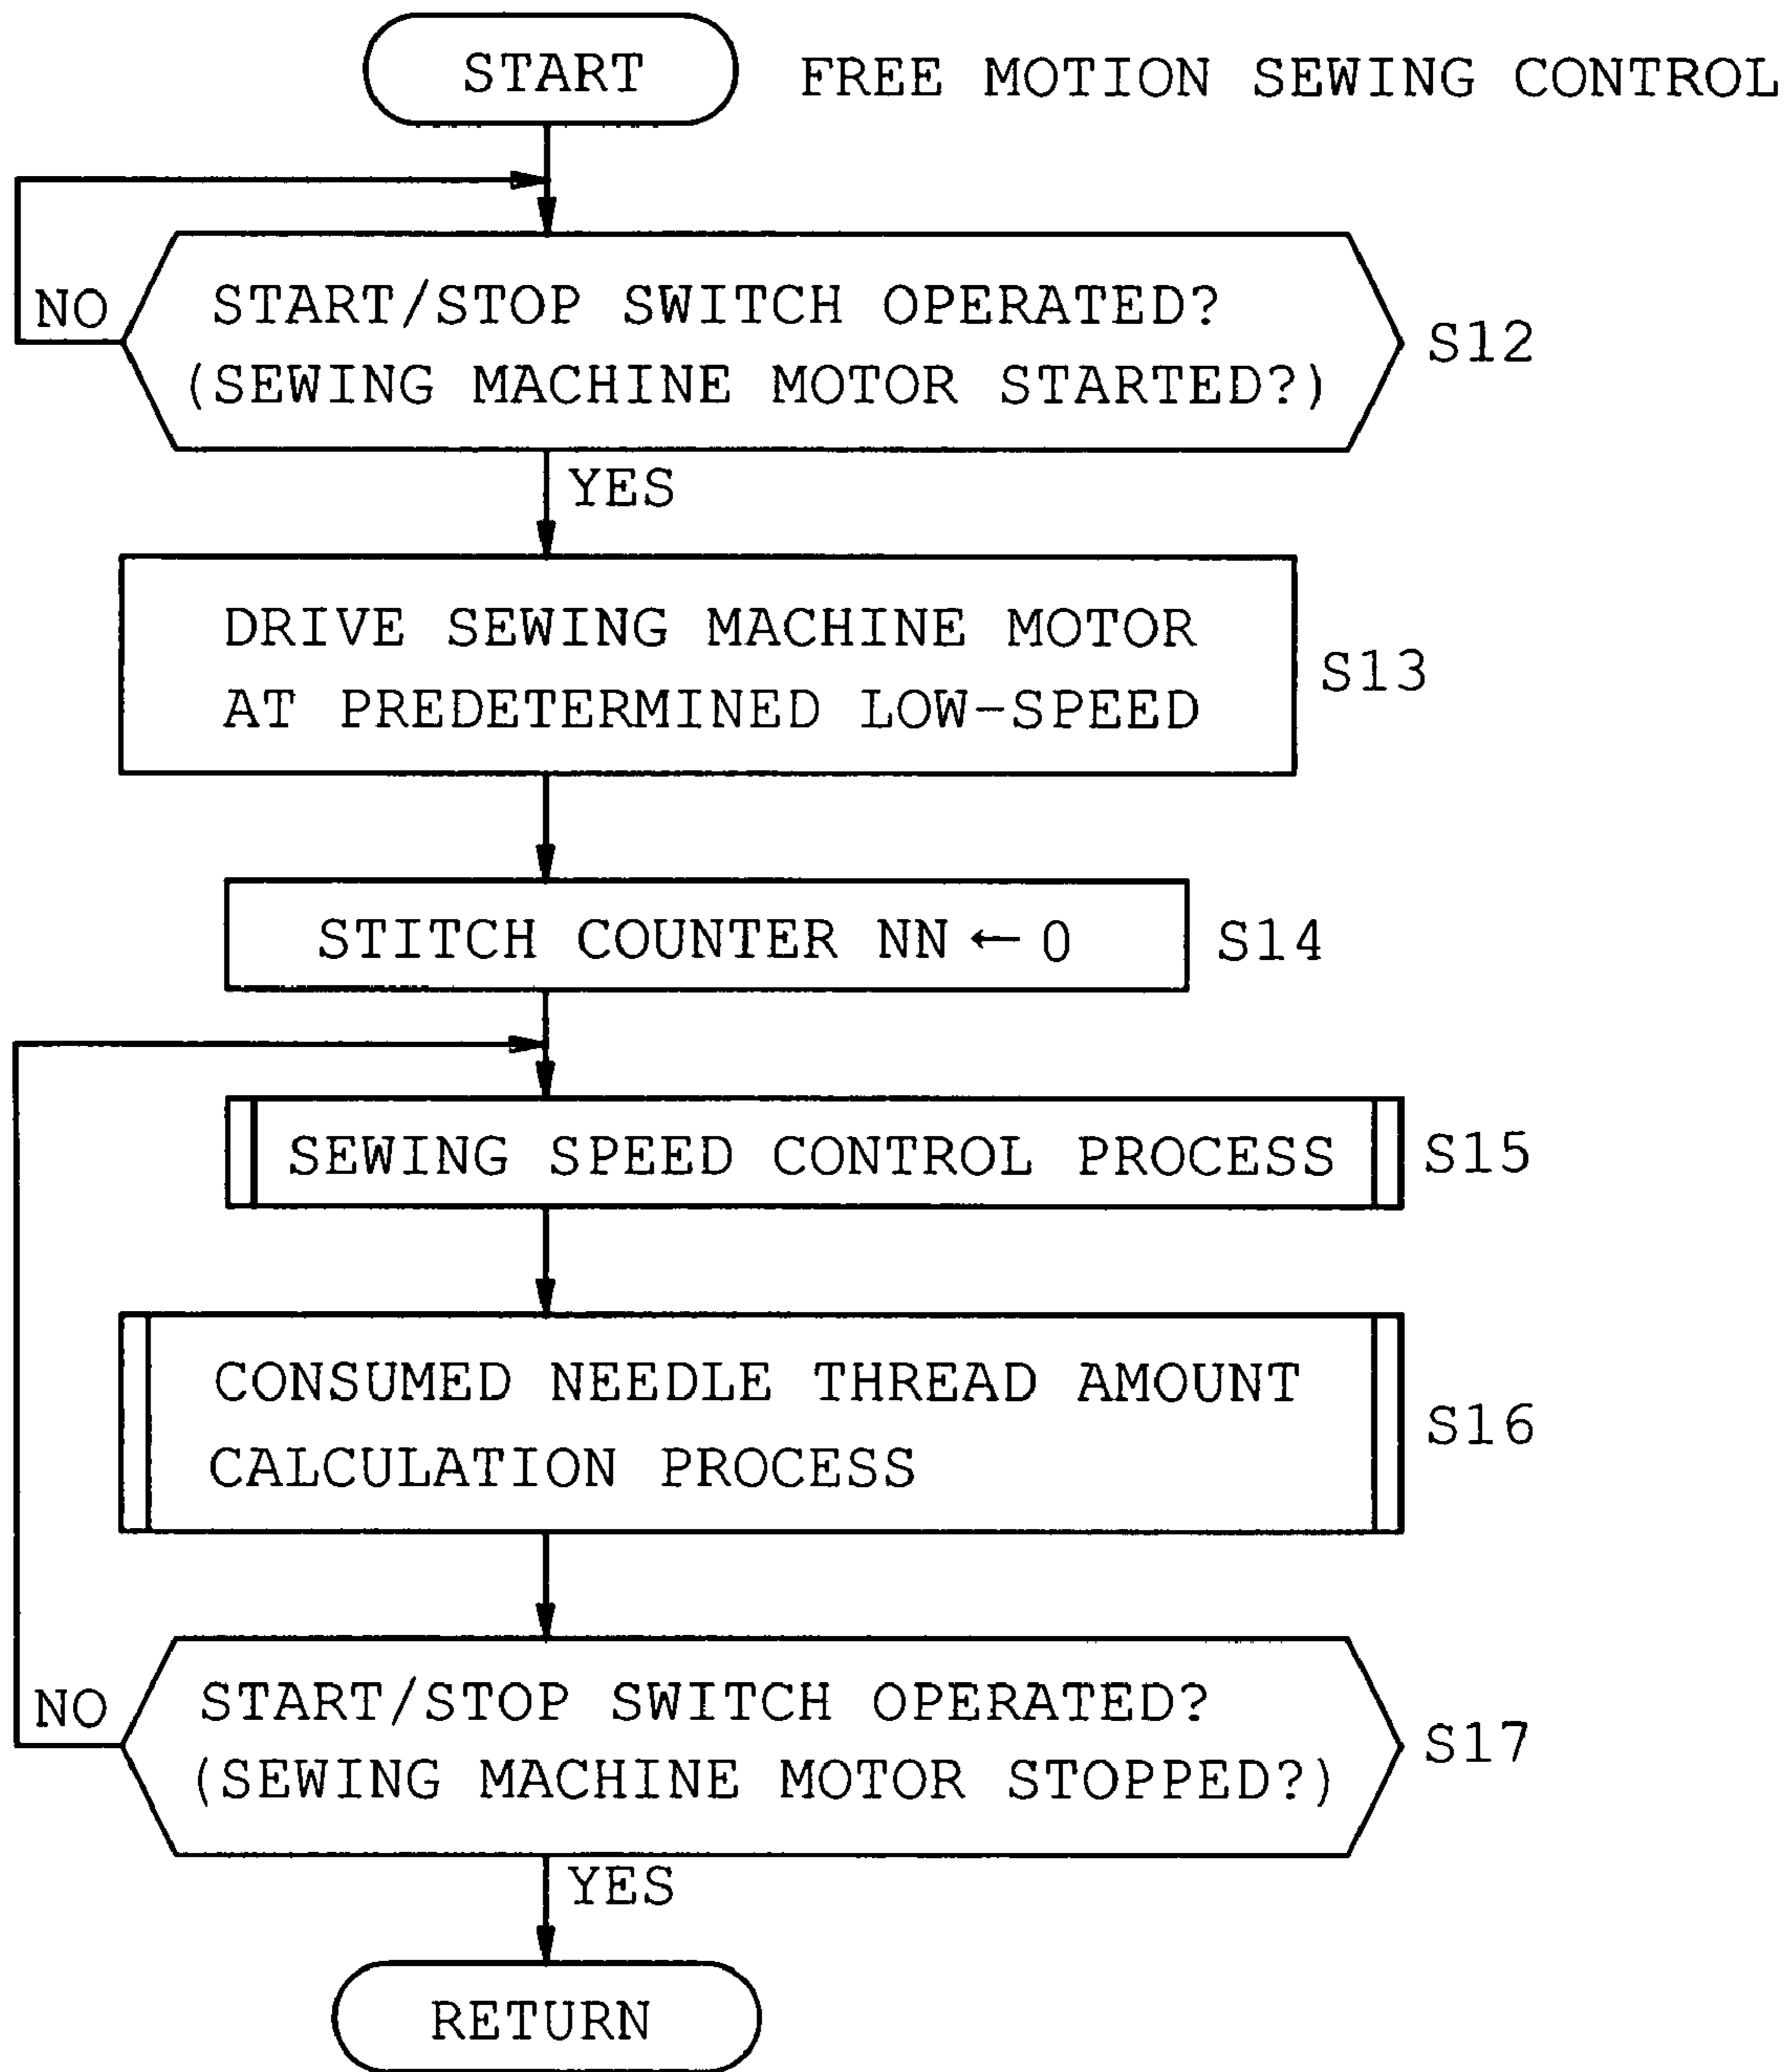 START
FREE MOTION SEWING CONTROL
NO
START/STOP SWITCH OPERATED?
(SEWING MACHINE MOTOR STARTED?)
S12
YES
DRIVE SEWING MACHINE MOTOR
AT PREDETERMINED LOW-SPEED
S13
STITCH COUNTER NN ← 0
S14
SEWING SPEED CONTROL PROCESS
S15
CONSUMED NEEDLE THREAD AMOUNT
CALCULATION PROCESS
S16
NO
START/STOP SWITCH OPERATED?
(SEWING MACHINE MOTOR STOPPED?)
S17
YES
RETURN